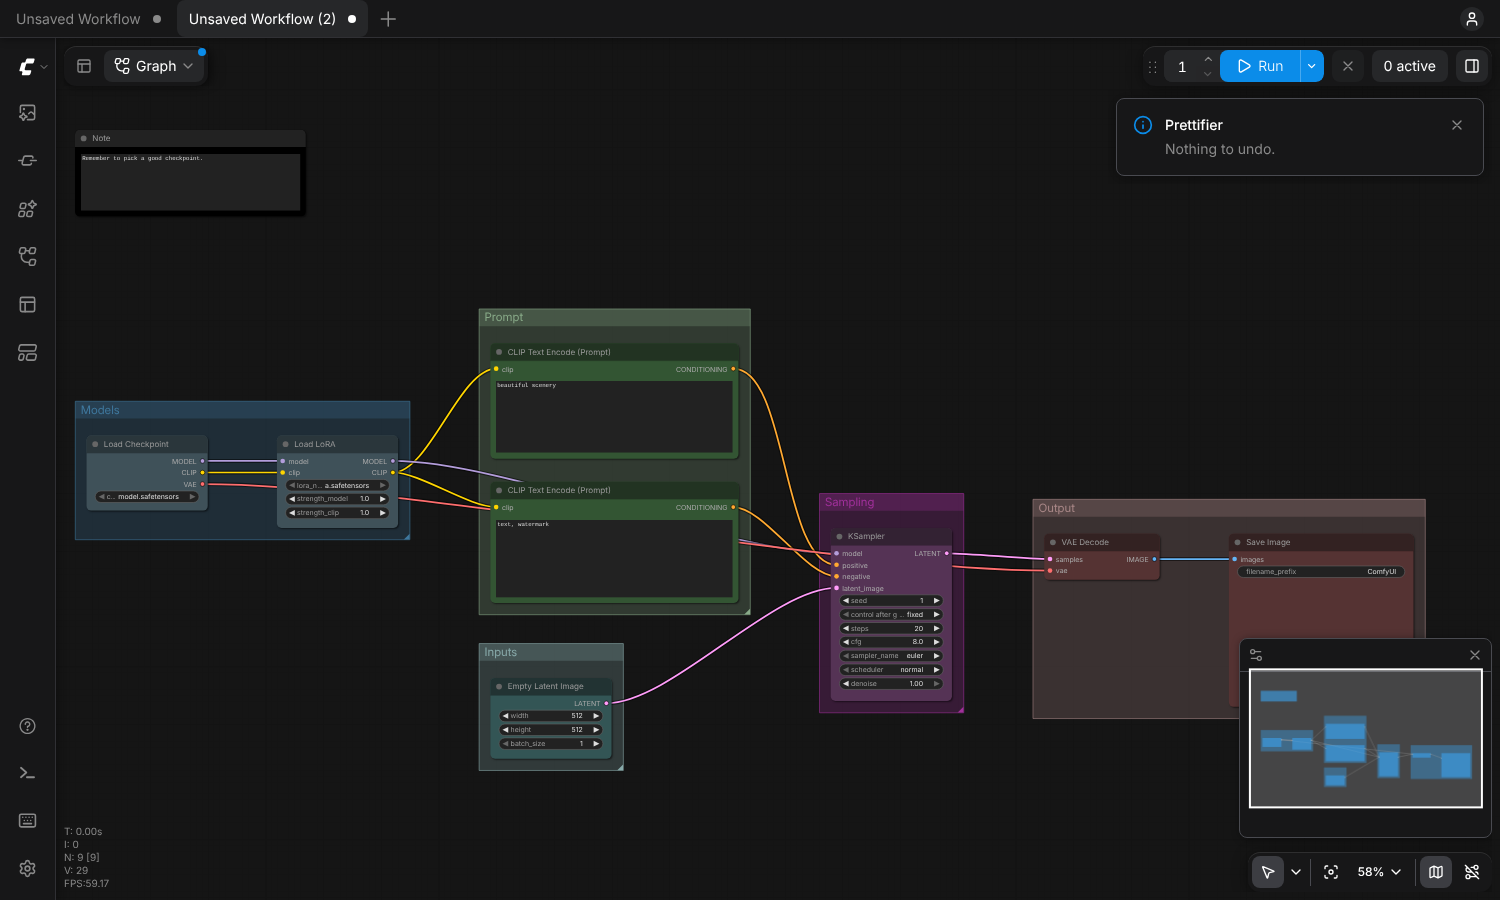 Unsaved Workflow
Unsaved Workflow (2)
Graph
1
Run
0 active
Prettifier
Nothing to undo.
Note
Remember to pick a good checkpoint.
Prompt
CLIP Text Encode (Prompt)
clip
CONDITIONING
beautiful scenery
Models
Load Checkpoint
MODEL
CLIP
VAE
c... model.safetensors
Load LoRA
model
MODEL
clip
CLIP
lora_n... a.safetensors
strength_model 1.0
strength_clip 1.0
CLIP Text Encode (Prompt)
clip
CONDITIONING
text, watermark
Sampling
KSampler
model
LATENT
positive
negative
latent_image
seed 1
control after g... fixed
steps 20
cfg 8.0
sampler_name euler
scheduler normal
denoise 1.00
Output
VAE Decode
samples
IMAGE
vae
Save Image
images
filename_prefix ComfyUI
Inputs
Empty Latent Image
LATENT
width 512
height 512
batch_size 1
T: 0.00s
I: 0
N: 9 [9]
V: 29
FPS:59.17
58%